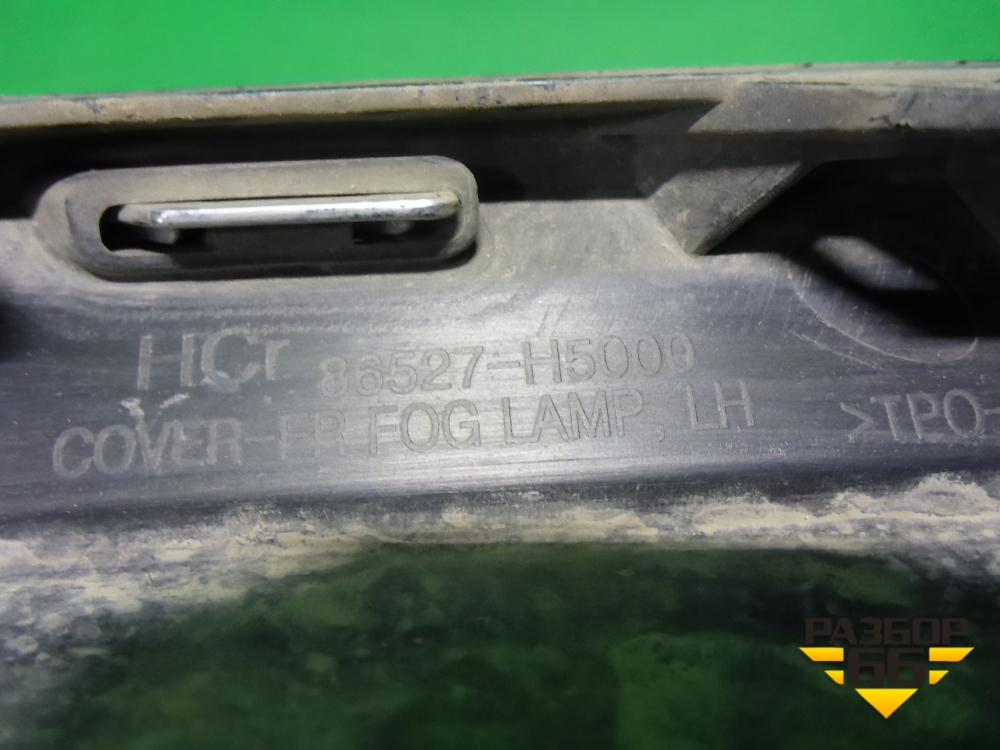 HCr 86527-H5000
COVER-FR FOG LAMP, LH
>TPO-
РАЗБОР
66